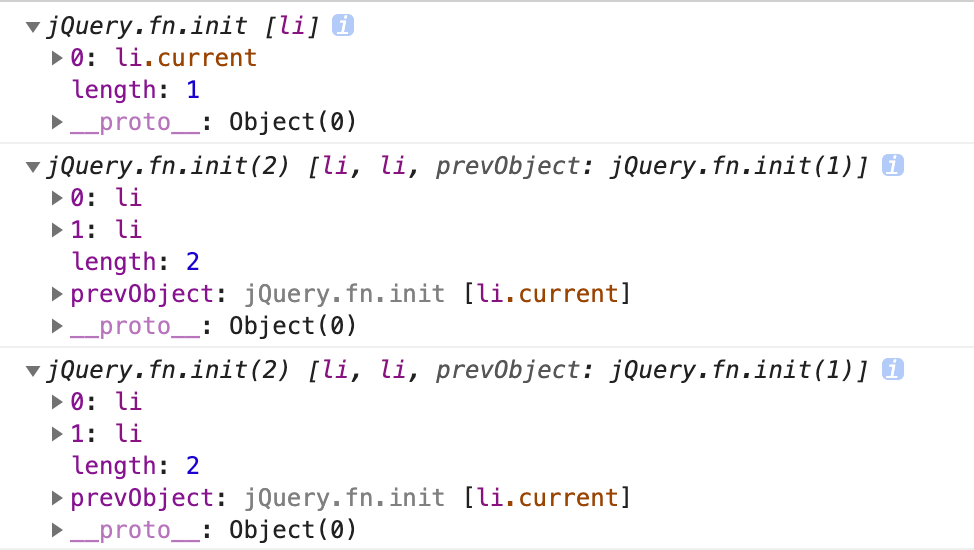 jQuery.fn.init [li] i
0: li.current
length: 1
__proto__: Object(0)
jQuery.fn.init(2) [li, li, prevObject: jQuery.fn.init(1)] i
0: li
1: li
length: 2
prevObject: jQuery.fn.init [li.current]
__proto__: Object(0)
jQuery.fn.init(2) [li, li, prevObject: jQuery.fn.init(1)] i
0: li
1: li
length: 2
prevObject: jQuery.fn.init [li.current]
__proto__: Object(0)